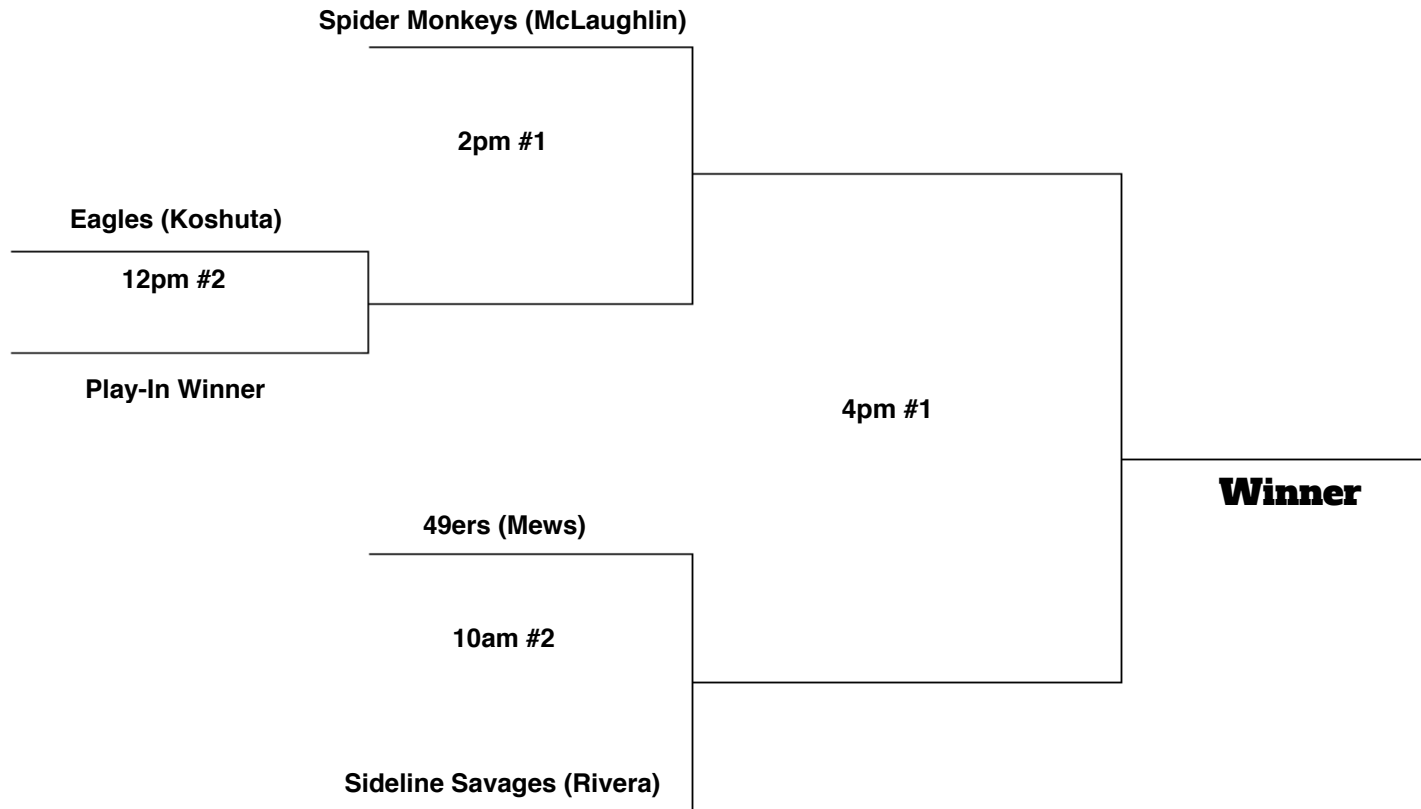 Spider Monkeys (McLaughlin)
2pm #1
Eagles (Koshuta)
12pm #2
Play-In Winner
4pm #1
Winner
49ers (Mews)
10am #2
Sideline Savages (Rivera)